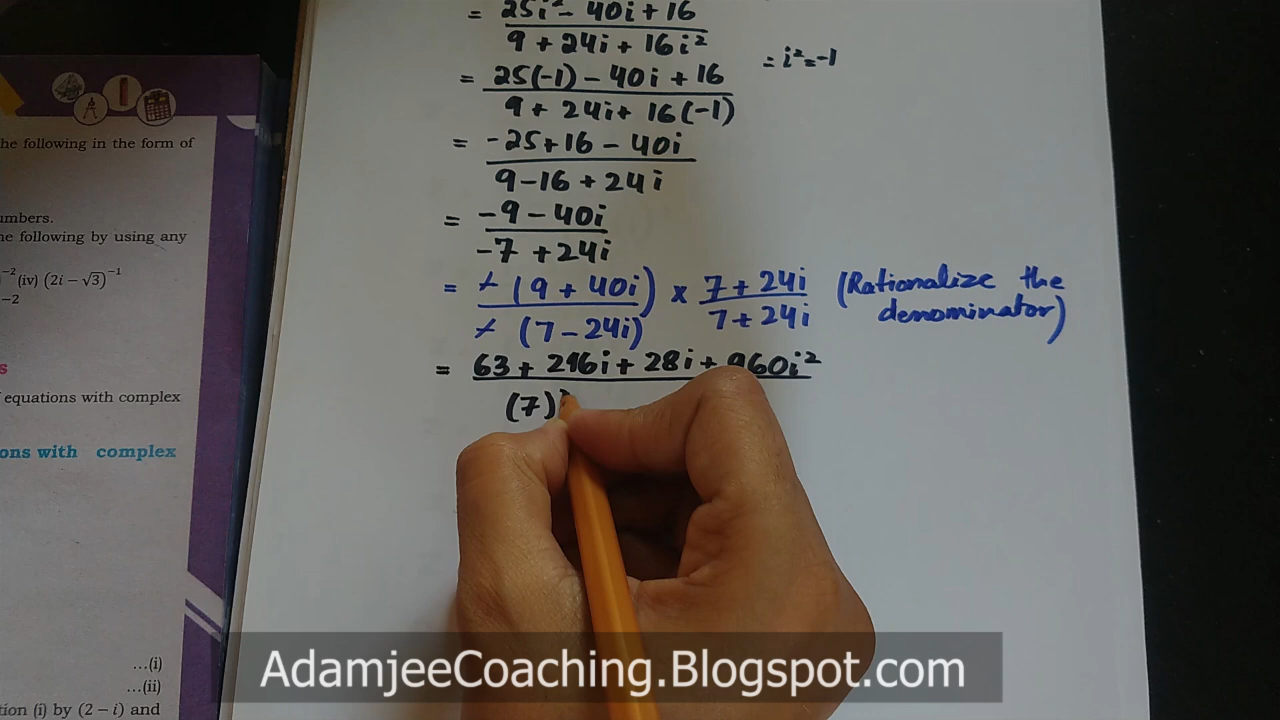 = 25i² - 40i + 16 / 9 + 24i + 16i²
= i² = -1
= 25(-1) - 40i + 16 / 9 + 24i + 16(-1)
= -25 + 16 - 40i / 9 - 16 + 24i
= -9 - 40i / -7 + 24i
= - (9 + 40i) / - (7 - 24i) × 7 + 24i / 7 + 24i (Rationalize the
denominator)
= 63 + 216i + 28i + 960i²
(7)
he following in the form of
umbers.
he following by using any
⁻² (iv) (2i - √3)⁻¹
-2
s
f equations with complex
ons with complex
...(i)
...(ii)
tion (i) by (2 - i) and
AdamjeeCoaching.Blogspot.com